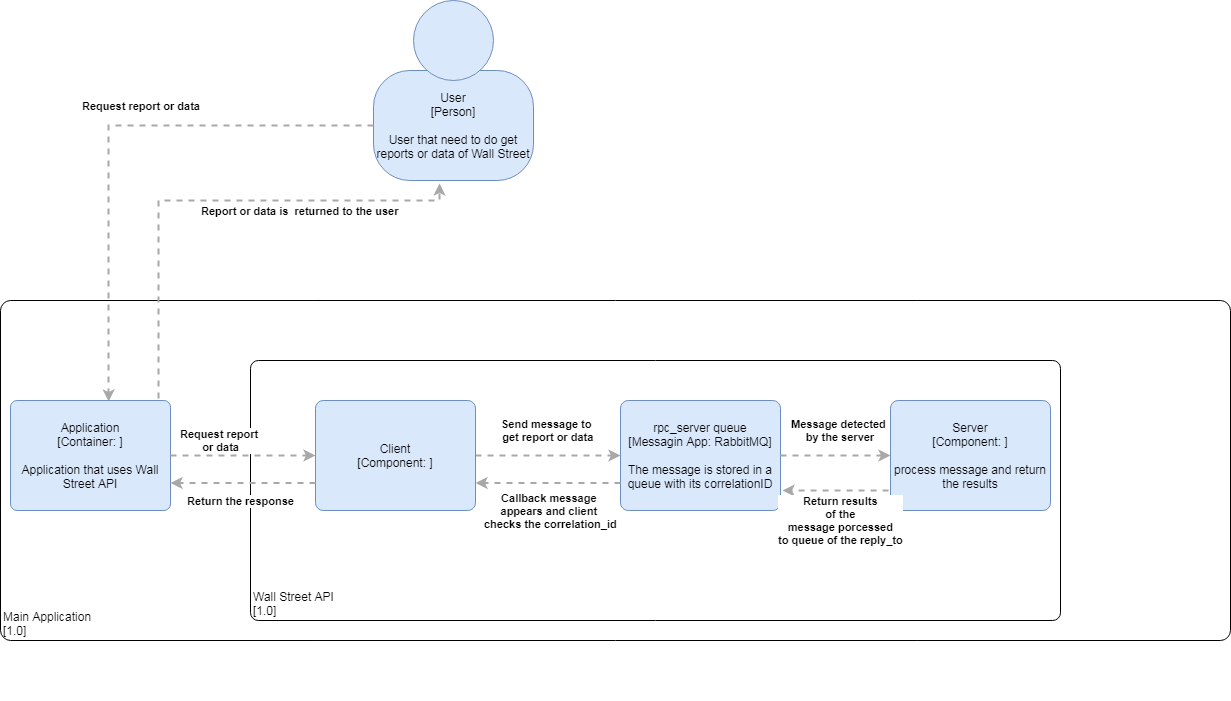 User
[Person]
User that need to do get
reports or data of Wall Street
Request report or data
Report or data is  returned to the user
Application
[Container: ]
Application that uses Wall
Street API
Request report
or data
Return the response
Client
[Component: ]
Send message to
get report or data
Callback message
appears and client
checks the correlation_id
rpc_server queue
[Messagin App: RabbitMQ]
The message is stored in a
queue with its correlationID
Message detected
by the server
Return results
of the
message porcessed
to queue of the reply_to
Server
[Component: ]
process message and return
the results
Wall Street API
[1.0]
Main Application
[1.0]